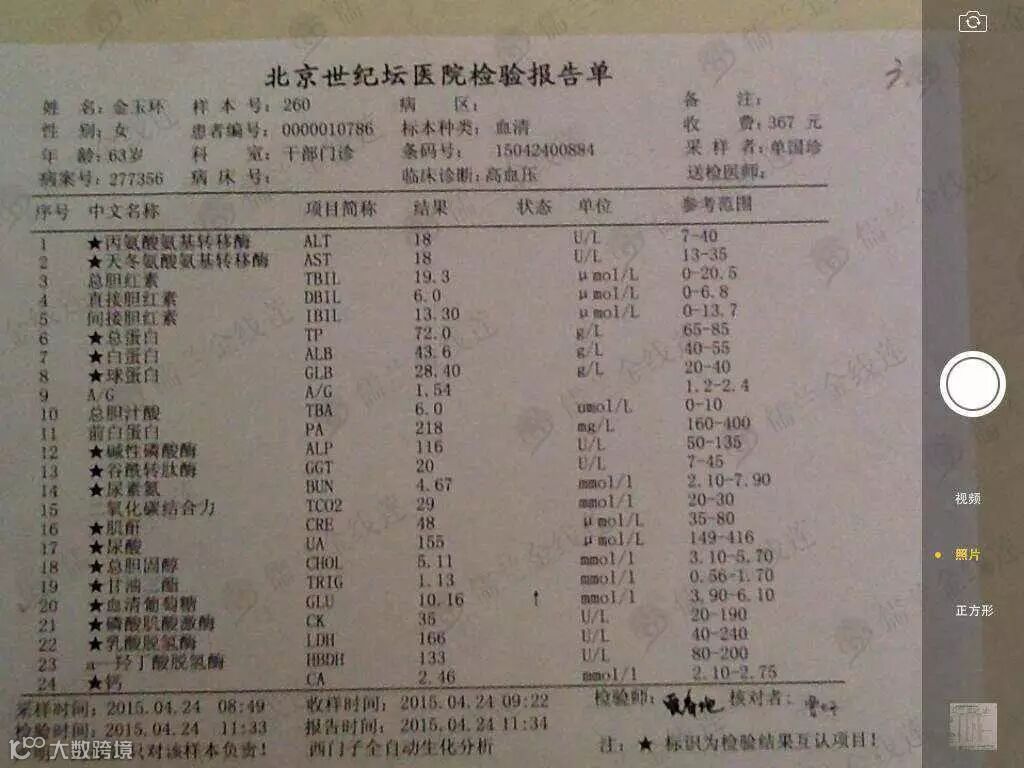 北京世纪坛医院检验报告单
姓 名：金玉环 样本号：260 病 区： 备 注：
性 别：女 患者编号：0000010786 标本种类：血清 收 费：367 元
年 龄：63岁 科 室：干部门诊 条码号：15042400884 采 样 者：单国珍
病案号：277356 病床号： 临床诊断：高血压 送检医师：
序号 中文名称 项目简称 结果 状态 单位 参考范围
1 ★丙氨酸氨基转移酶 ALT 18 U/L 7-40
2 ★天冬氨酸氨基转移酶 AST 18 U/L 13-35
3 总胆红素 TBIL 19.3 μmol/L 0-20.5
4 直接胆红素 DBIL 6.0 μmol/L 0-6.8
5 间接胆红素 IBIL 13.30 μmol/L 0-13.7
6 ★总蛋白 TP 72.0 g/L 65-85
7 ★白蛋白 ALB 43.6 g/L 40-55
8 ★球蛋白 GLB 28.40 g/L 20-40
9 A/G A/G 1.54 1.2-2.4
10 总胆汁酸 TBA 6.0 umol/L 0-10
11 前白蛋白 PA 218 mg/L 160-400
12 ★碱性磷酸酶 ALP 116 U/L 50-135
13 ★谷酰转肽酶 GGT 20 U/L 7-45
14 ★尿素氮 BUN 4.67 mmol/l 2.10-7.90
15 二氧化碳结合力 TCO2 29 mmol/l 20-30
16 ★肌酐 CRE 48 μmol/L 35-80
17 ★尿酸 UA 155 μmol/L 149-416
18 ★总胆固醇 CHOL 5.11 mmol/l 3.10-5.70
19 ★甘油三酯 TRIG 1.13 mmol/l 0.56-1.70
20 ★血清葡萄糖 GLU 10.16 ↑ mmol/l 3.90-6.10
21 ★磷酸肌酸激酶 CK 35 U/L 20-190
22 ★乳酸脱氢酶 LDH 166 U/L 40-240
23 a-羟丁酸脱氢酶 HBDH 133 U/L 80-200
24 ★钙 CA 2.46 mmol/l 2.10-2.75
采样时间：2015.04.24 08:49 收样时间：2015.04.24 09:22 检验师： 核对者：
检验时间：2015.04.24 11:33 报告时间：2015.04.24 11:34
只对该样本负责！ 西门子全自动生化分析 注：★ 标识为检验结果互认项目！
大数跨境
视频
照片
正方形
儒兰金线莲